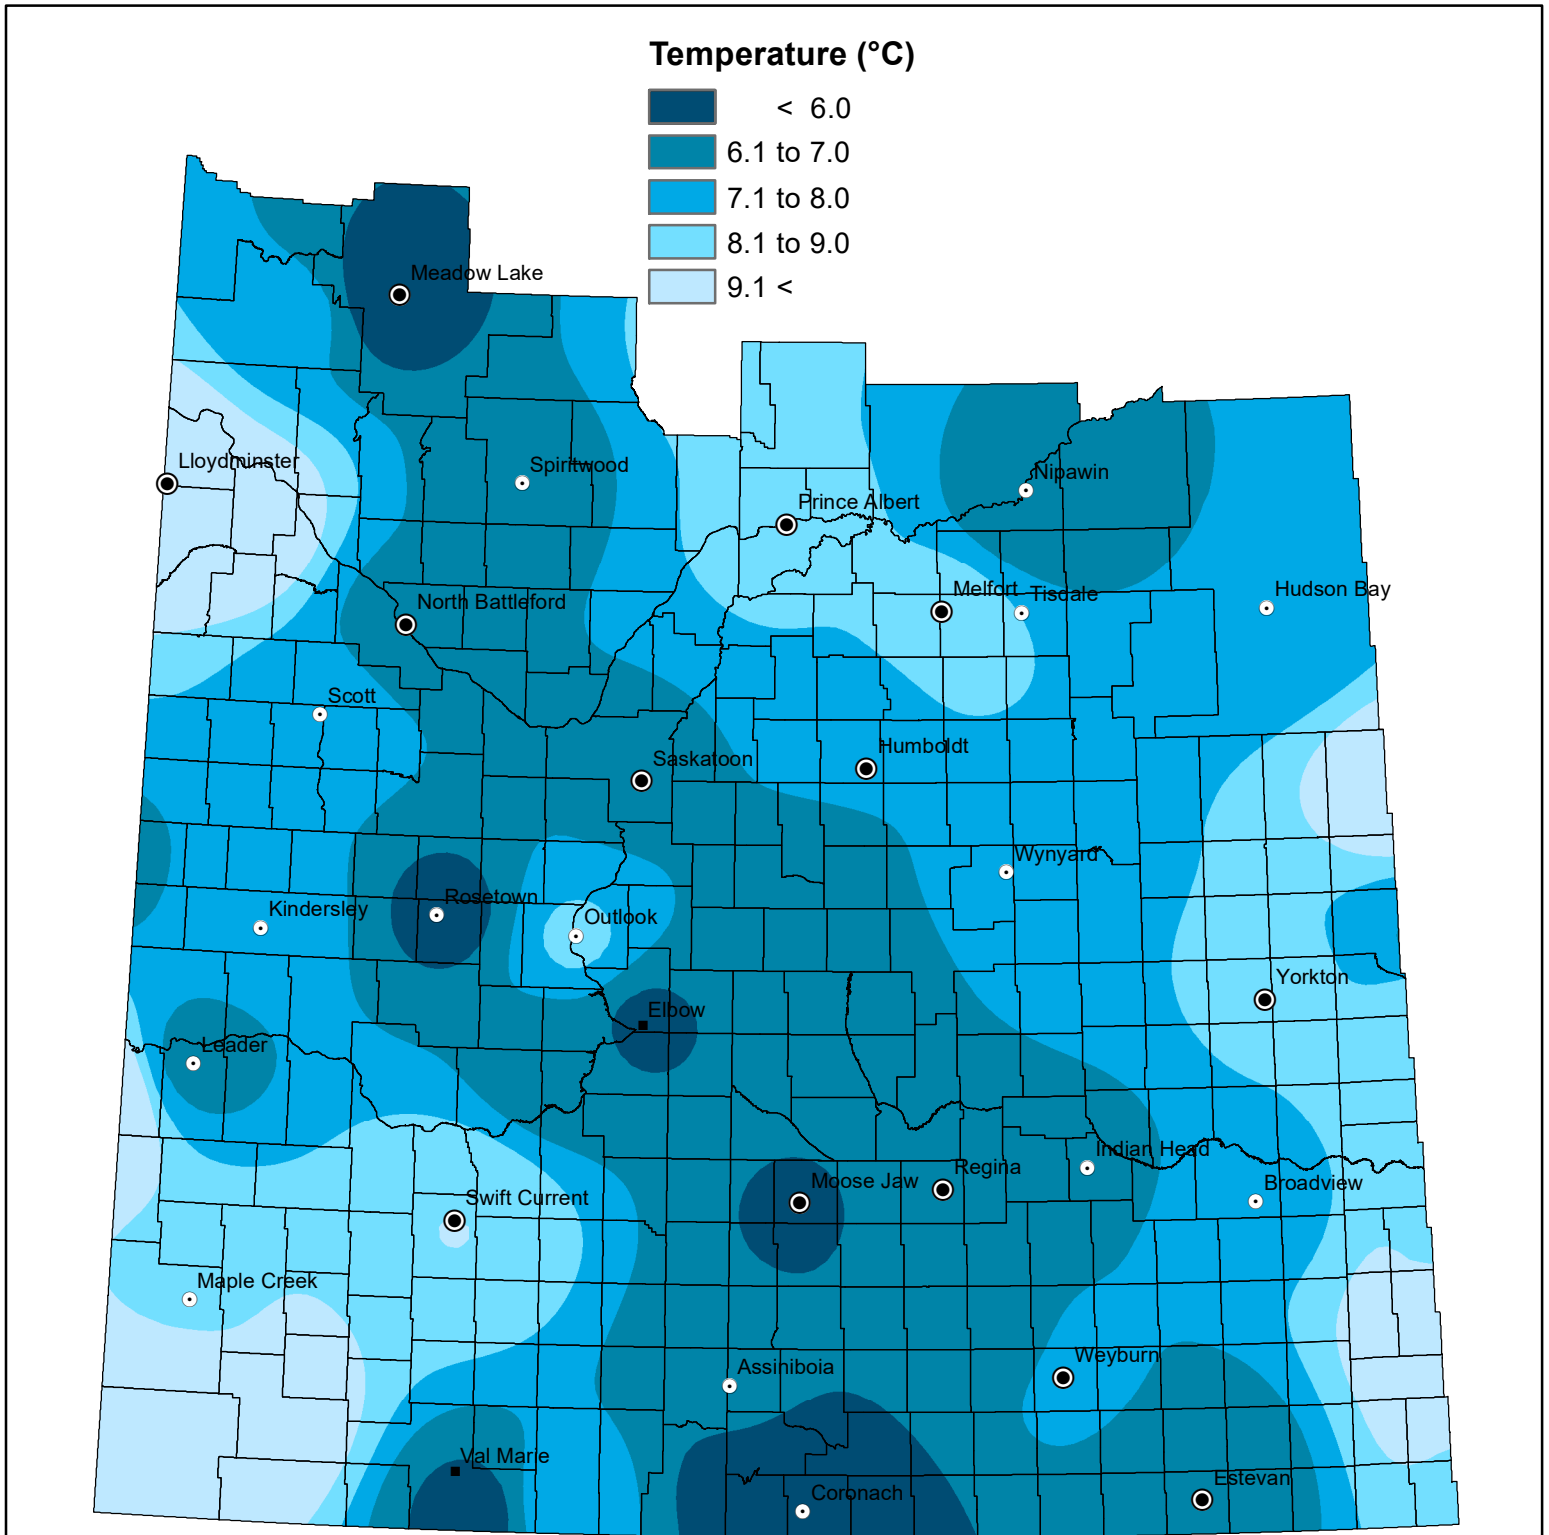 Temperature (°C)
< 6.0
6.1 to 7.0
7.1 to 8.0
8.1 to 9.0
9.1 <
Meadow Lake
Lloydminster
Spiritwood
Nipawin
Prince Albert
North Battleford
Melfort
Tisdale
Hudson Bay
Scott
Saskatoon
Humboldt
Wynyard
Rosetown
Kindersley
Outlook
Yorkton
Elbow
Leader
Indian Head
Regina
Moose Jaw
Broadview
Swift Current
Maple Creek
Weyburn
Assiniboia
Val Marie
Estevan
Coronach